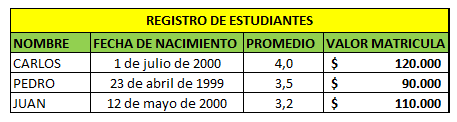 REGISTRO DE ESTUDIANTES
NOMBRE FECHA DE NACIMIENTO PROMEDIO VALOR MATRICULA
CARLOS 1 de julio de 2000 4,0 $ 120.000
PEDRO 23 de abril de 1999 3,5 $ 90.000
JUAN 12 de mayo de 2000 3,2 $ 110.000